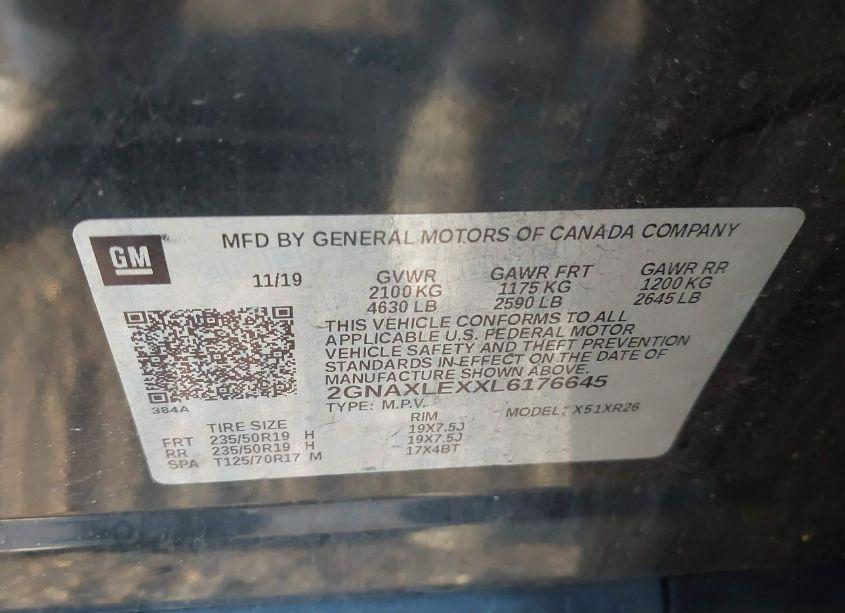 GM
MFD BY GENERAL MOTORS OF CANADA COMPANY
11/19
GVWR
2100 KG
4630 LB
GAWR FRT
1175 KG
2590 LB
GAWR RR
1200 KG
2645 LB
THIS VEHICLE CONFORMS TO ALL
APPLICABLE U.S. FEDERAL MOTOR
VEHICLE SAFETY AND THEFT PREVENTION
STANDARDS IN EFFECT ON THE DATE OF
MANUFACTURE SHOWN ABOVE.
2GNAXLEXXL6176645
TYPE: M.P.V. MODEL: X51XR26
384A
TIRE SIZE RIM
FRT 235/50R19 H 19X7.5J
RR 235/50R19 H 19X7.5J
SPA T125/70R17 M 17X4BT